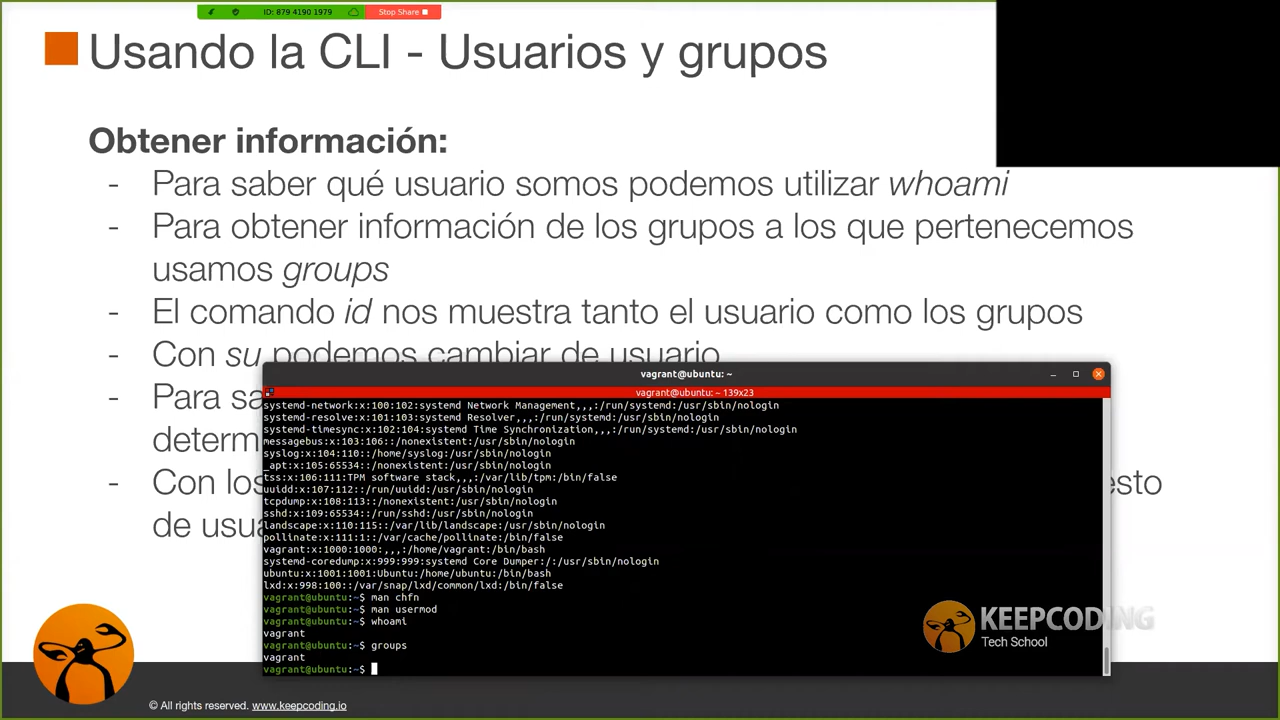 ID: 879 4190 1979
Stop Share
Usando la CLI - Usuarios y grupos
Obtener información:
- Para saber qué usuario somos podemos utilizar whoami
- Para obtener información de los grupos a los que pertenecemos
usamos groups
- El comando id nos muestra tanto el usuario como los grupos
- Con su podemos cambiar de usuario
- Para sa
determ
- Con los
esto
de usua
vagrant@ubuntu: ~
vagrant@ubuntu: ~ 139x23
systemd-network:x:100:102:systemd Network Management,,,:/run/systemd:/usr/sbin/nologin
systemd-resolve:x:101:103:systemd Resolver,,,:/run/systemd:/usr/sbin/nologin
systemd-timesync:x:102:104:systemd Time Synchronization,,,:/run/systemd:/usr/sbin/nologin
messagebus:x:103:106::/nonexistent:/usr/sbin/nologin
syslog:x:104:110::/home/syslog:/usr/sbin/nologin
_apt:x:105:65534::/nonexistent:/usr/sbin/nologin
tss:x:106:111:TPM software stack,,,:/var/lib/tpm:/bin/false
uuidd:x:107:112::/run/uuidd:/usr/sbin/nologin
tcpdump:x:108:113::/nonexistent:/usr/sbin/nologin
sshd:x:109:65534::/run/sshd:/usr/sbin/nologin
landscape:x:110:115::/var/lib/landscape:/usr/sbin/nologin
pollinate:x:111:1::/var/cache/pollinate:/bin/false
vagrant:x:1000:1000:,,,:/home/vagrant:/bin/bash
systemd-coredump:x:999:999:systemd Core Dumper:/:/usr/sbin/nologin
ubuntu:x:1001:1001:Ubuntu:/home/ubuntu:/bin/bash
lxd:x:998:100::/var/snap/lxd/common/lxd:/bin/false
vagrant@ubuntu:~$ man chfn
vagrant@ubuntu:~$ man usermod
vagrant@ubuntu:~$ whoami
vagrant
vagrant@ubuntu:~$ groups
vagrant
vagrant@ubuntu:~$
KEEPCODING
Tech School
© All rights reserved. www.keepcoding.io